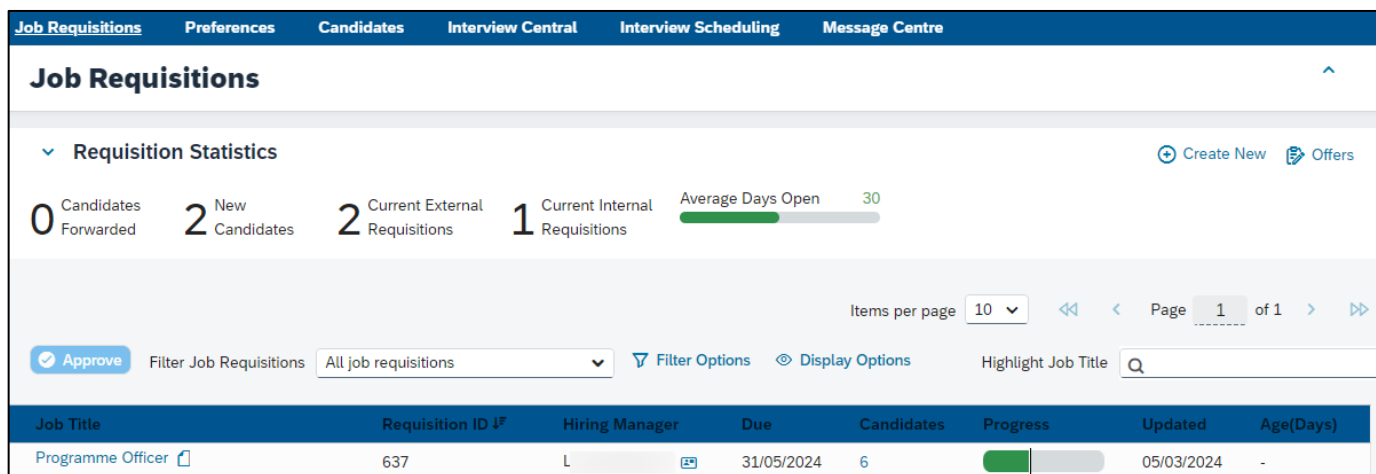 Job Requisitions Preferences Candidates Interview Central Interview Scheduling Message Centre
Job Requisitions
Requisition Statistics
Create New Offers
0 Candidates Forwarded
2 New Candidates
2 Current External Requisitions
1 Current Internal Requisitions
Average Days Open 30
Items per page 10 Page 1 of 1
Approve Filter Job Requisitions All job requisitions Filter Options Display Options Highlight Job Title
Job Title Requisition ID Hiring Manager Due Candidates Progress Updated Age(Days)
Programme Officer 637 L 31/05/2024 6 05/03/2024 -